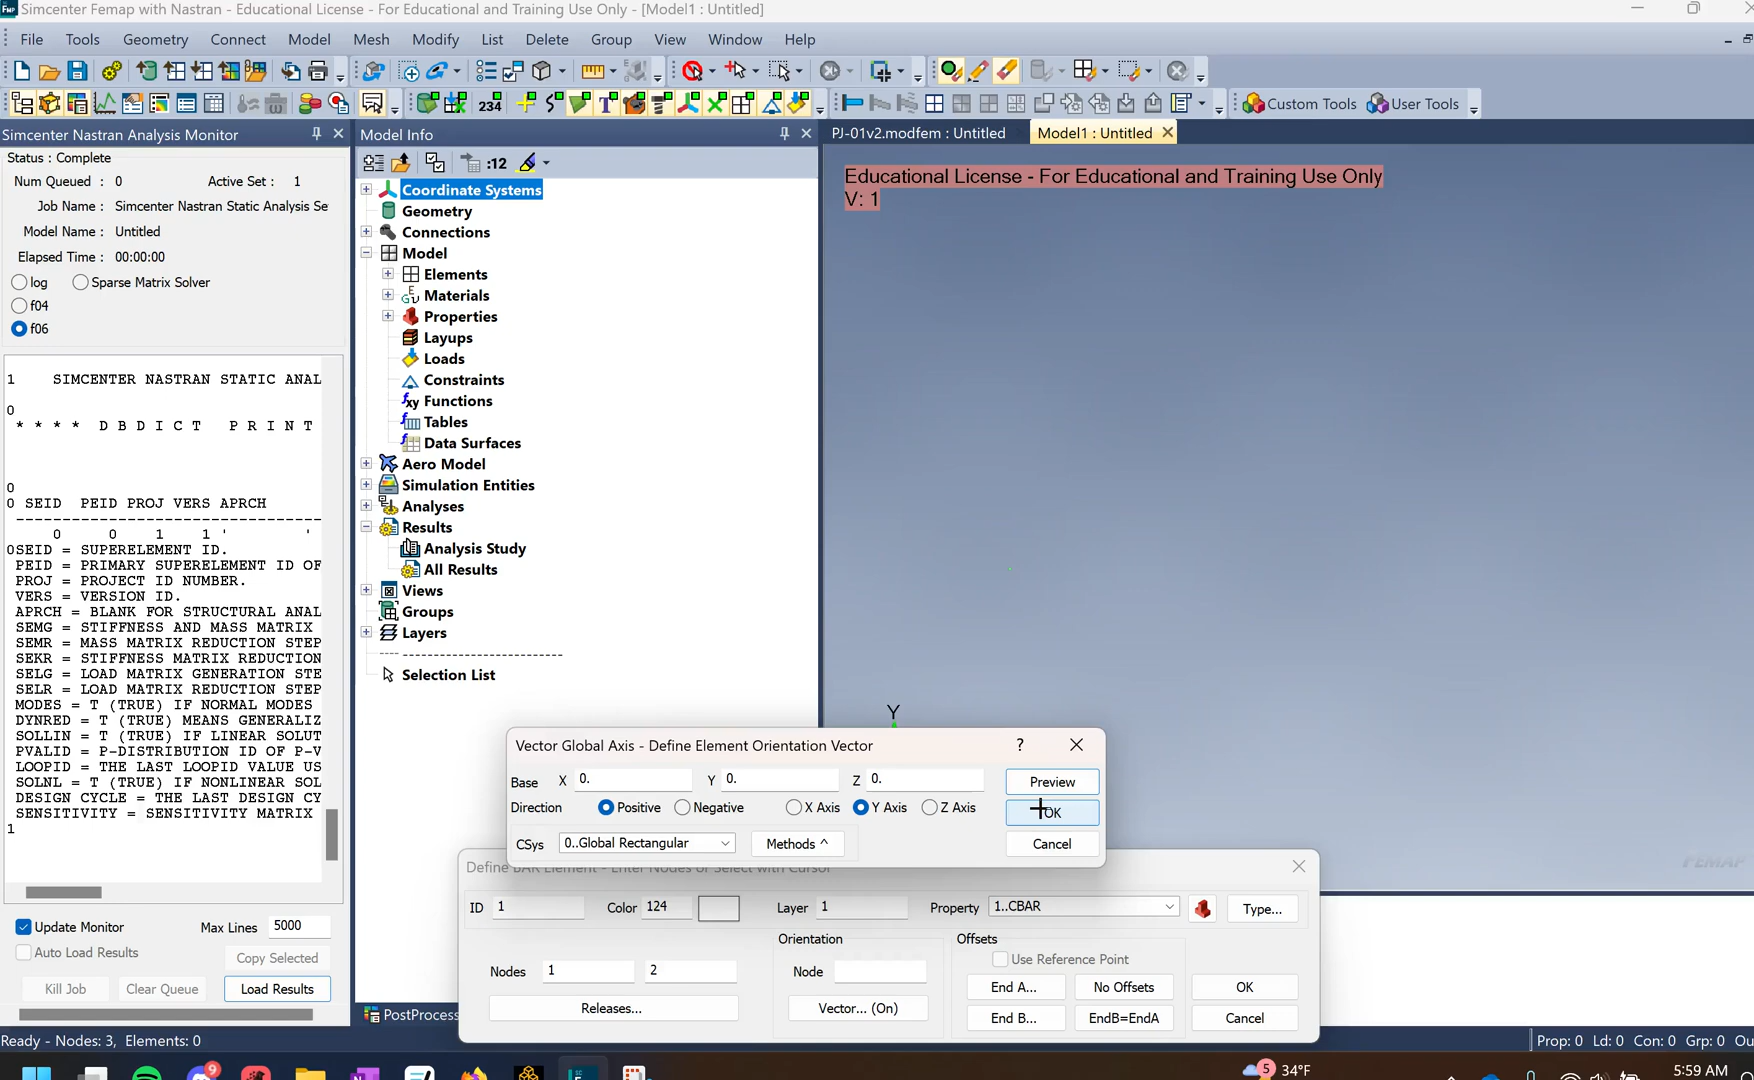 Simcenter Femap with Nastran - Educational License - For Educational and Training Use Only - [Model1 : Untitled]
File Tools Geometry Connect Model Mesh Modify List Delete Group View Window Help
234 Custom Tools User Tools
Simcenter Nastran Analysis Monitor
Status : Complete
Num Queued : 0 Active Set : 1
Job Name : Simcenter Nastran Static Analysis Se
Model Name : Untitled
Elapsed Time : 00:00:00
log Sparse Matrix Solver
f04
f06
1 SIMCENTER NASTRAN STATIC ANAL
0
* * * * D B D I C T P R I N T
0
0 SEID PEID PROJ VERS APRCH
--------------------------------
0 0 1 1 ' '
0SEID = SUPERELEMENT ID.
PEID = PRIMARY SUPERELEMENT ID OF
PROJ = PROJECT ID NUMBER.
VERS = VERSION ID.
APRCH = BLANK FOR STRUCTURAL ANAL
SEMG = STIFFNESS AND MASS MATRIX
SEMR = MASS MATRIX REDUCTION STEP
SEKR = STIFFNESS MATRIX REDUCTION
SELG = LOAD MATRIX GENERATION STE
SELR = LOAD MATRIX REDUCTION STEP
MODES = T (TRUE) IF NORMAL MODES
DYNRED = T (TRUE) MEANS GENERALIZ
SOLLIN = T (TRUE) IF LINEAR SOLUT
PVALID = P-DISTRIBUTION ID OF P-V
LOOPID = THE LAST LOOPID VALUE US
SOLNL = T (TRUE) IF NONLINEAR SOL
DESIGN CYCLE = THE LAST DESIGN CY
SENSITIVITY = SENSITIVITY MATRIX
1
Update Monitor Max Lines 5000
Auto Load Results Copy Selected
Kill Job Clear Queue Load Results
Model Info
:12
Coordinate Systems
Geometry
Connections
Model
Elements
Materials
Properties
Layups
Loads
Constraints
Functions
Tables
Data Surfaces
Aero Model
Simulation Entities
Analyses
Results
Analysis Study
All Results
Views
Groups
Layers
Selection List
PostProcess
PJ-01v2.modfem : Untitled Model1 : Untitled
Educational License - For Educational and Training Use Only
V: 1
Y
FEMAP
Vector Global Axis - Define Element Orientation Vector ?
Base X 0. Y 0. Z 0. Preview
Direction Positive Negative X Axis Y Axis Z Axis OK
CSys 0..Global Rectangular Methods ^ Cancel
Define BAR Element - Enter Nodes or Select with Cursor
ID 1 Color 124 Layer 1 Property 1..CBAR Type...
Orientation Offsets
Use Reference Point
Nodes 1 2 Node
End A... No Offsets OK
Releases... Vector... (On) End B... EndB=EndA Cancel
Ready - Nodes: 3, Elements: 0
Prop: 0 Ld: 0 Con: 0 Grp: 0 Ou
9
5
34°F
5:59 AM